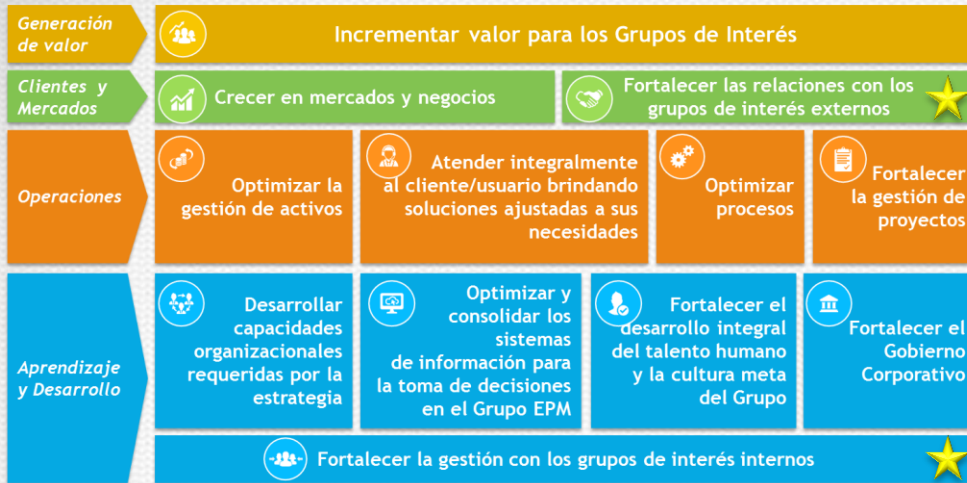 Generación
de valor
Incrementar valor para los Grupos de Interés
Clientes y
Mercados
Crecer en mercados y negocios
Fortalecer las relaciones con los
grupos de interés externos
Operaciones
Optimizar la
gestión de activos
Atender integralmente
al cliente/usuario brindando
soluciones ajustadas a sus
necesidades
Optimizar
procesos
Fortalecer
la gestión de
proyectos
Aprendizaje
y Desarrollo
Desarrollar
capacidades
organizacionales
requeridas por la
estrategia
Optimizar y
consolidar los
sistemas
de información para
la toma de decisiones
en el Grupo EPM
Fortalecer el
desarrollo integral
del talento humano
y la cultura meta
del Grupo
Fortalecer el
Gobierno
Corporativo
Fortalecer la gestión con los grupos de interés internos